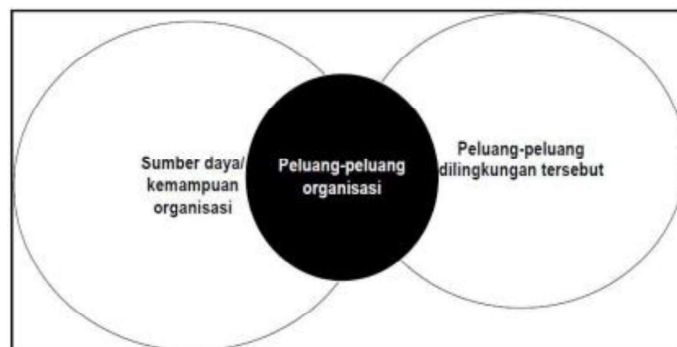 Sumber daya/
kemampuan
organisasi
Peluang-peluang
organisasi
Peluang-peluang
dilingkungan tersebut